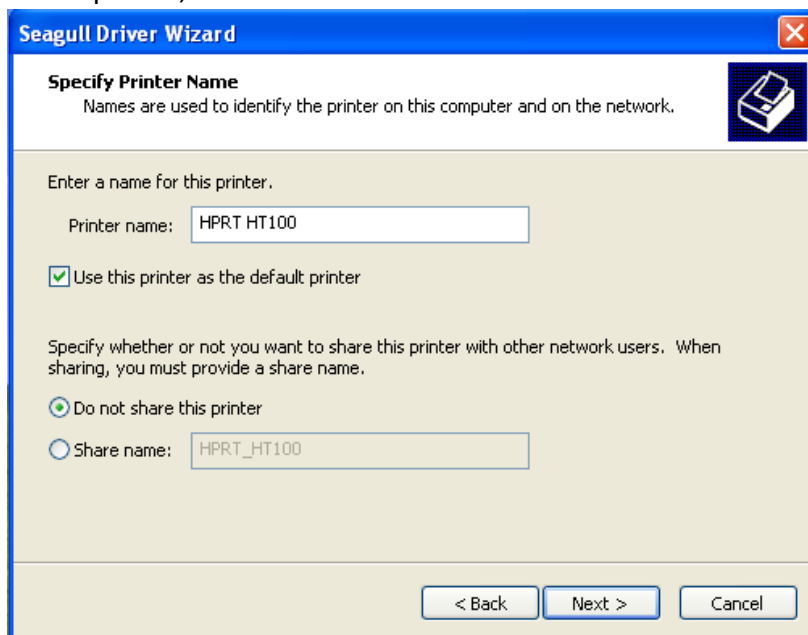 Seagull Driver Wizard
Specify Printer Name
Names are used to identify the printer on this computer and on the network.
Enter a name for this printer.
Printer name: HPRT HT100
Use this printer as the default printer
Specify whether or not you want to share this printer with other network users. When
sharing, you must provide a share name.
Do not share this printer
Share name: HPRT_HT100
< Back Next > Cancel